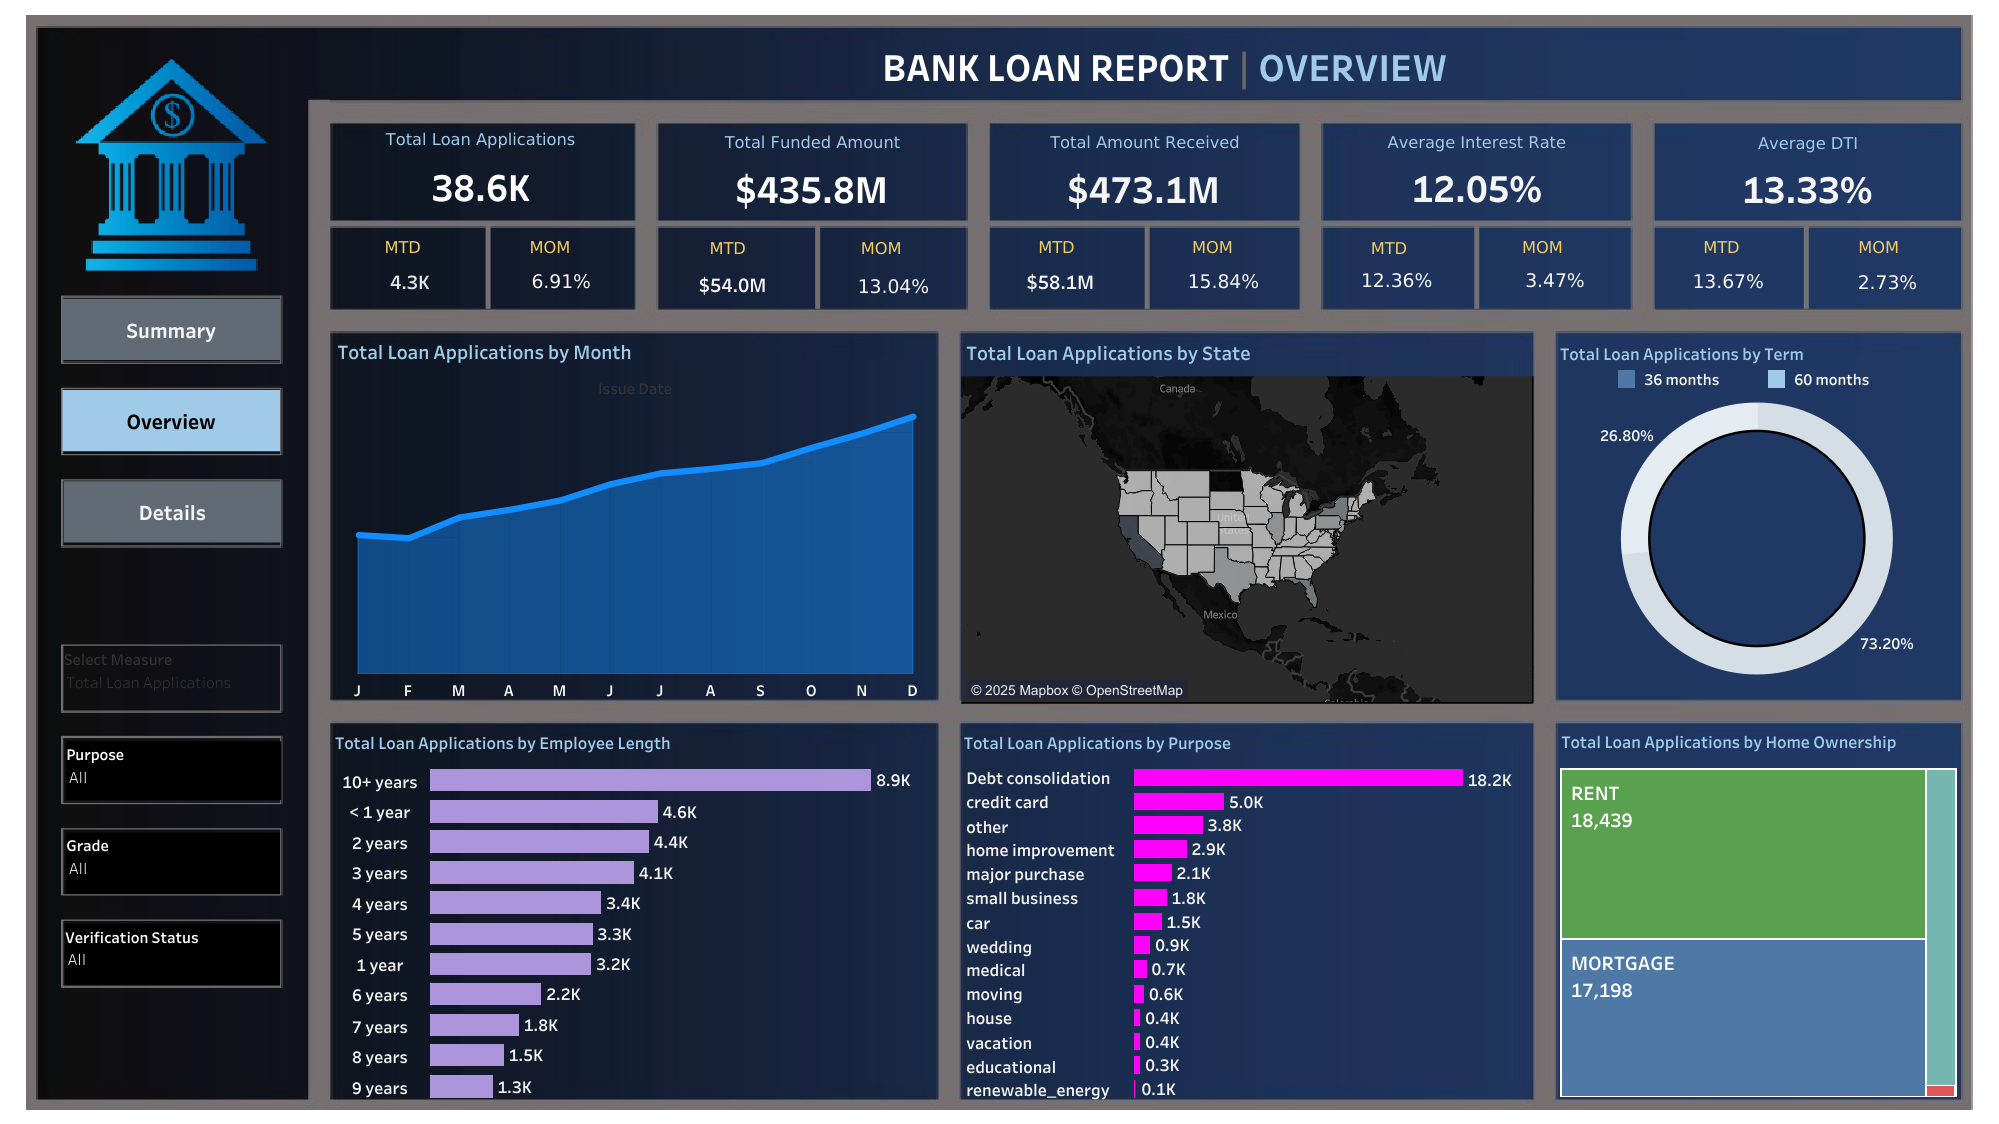 BANK LOAN REPORT | OVERVIEW
$
Summary
Overview
Details
Select Measure
Total Loan Applications
Purpose
All
Grade
All
Verification Status
All
Total Loan Applications
38.6K
MTD
4.3K
MOM
6.91%
Total Funded Amount
$435.8M
MTD
$54.0M
MOM
13.04%
Total Amount Received
$473.1M
MTD
$58.1M
MOM
15.84%
Average Interest Rate
12.05%
MTD
12.36%
MOM
3.47%
Average DTI
13.33%
MTD
13.67%
MOM
2.73%
Total Loan Applications by Month
Issue Date
J F M A M J J A S O N D
Total Loan Applications by State
Canada
United
States
Mexico
Colombia
© 2025 Mapbox © OpenStreetMap
Total Loan Applications by Term
36 months
60 months
26.80%
73.20%
Total Loan Applications by Employee Length
10+ years 8.9K
< 1 year 4.6K
2 years 4.4K
3 years 4.1K
4 years 3.4K
5 years 3.3K
1 year 3.2K
6 years 2.2K
7 years 1.8K
8 years 1.5K
9 years 1.3K
Total Loan Applications by Purpose
Debt consolidation 18.2K
credit card 5.0K
other 3.8K
home improvement 2.9K
major purchase 2.1K
small business 1.8K
car 1.5K
wedding 0.9K
medical 0.7K
moving 0.6K
house 0.4K
vacation 0.4K
educational 0.3K
renewable_energy 0.1K
Total Loan Applications by Home Ownership
RENT
18,439
MORTGAGE
17,198